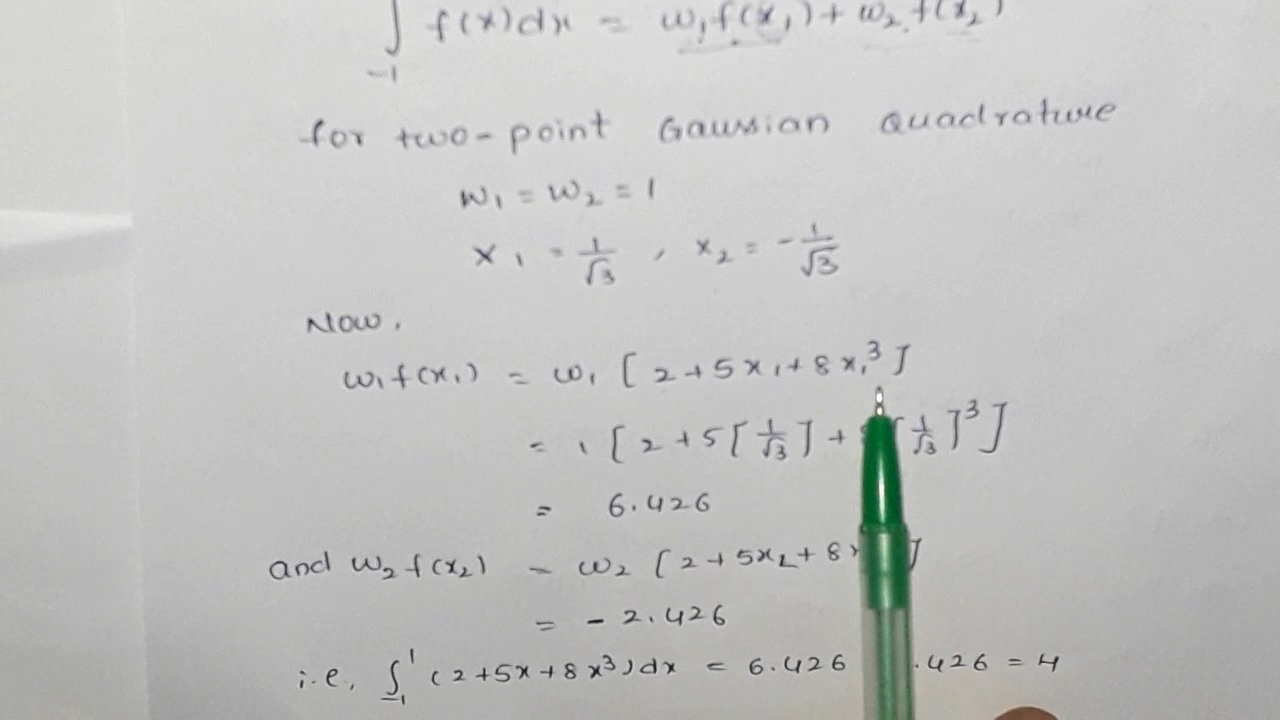 ∫ f(x)dx = w₁f(x₁) + w₂f(x₂)
-1
for two-point Gaussian Quadrature
w₁ = w₂ = 1
x₁ = 1/√3 , x₂ = -1/√3
Now,
w₁f(x₁) = w₁ [2+5x₁+8x₁³]
= 1 [2+5[1/√3] + [1/√3]³]
= 6.426
and w₂f(x₂) = w₂ [2+5x₂+8 ]
= -2.426
i.e., ∫₋₁¹ (2+5x+8x³)dx = 6.426 .426 = 4